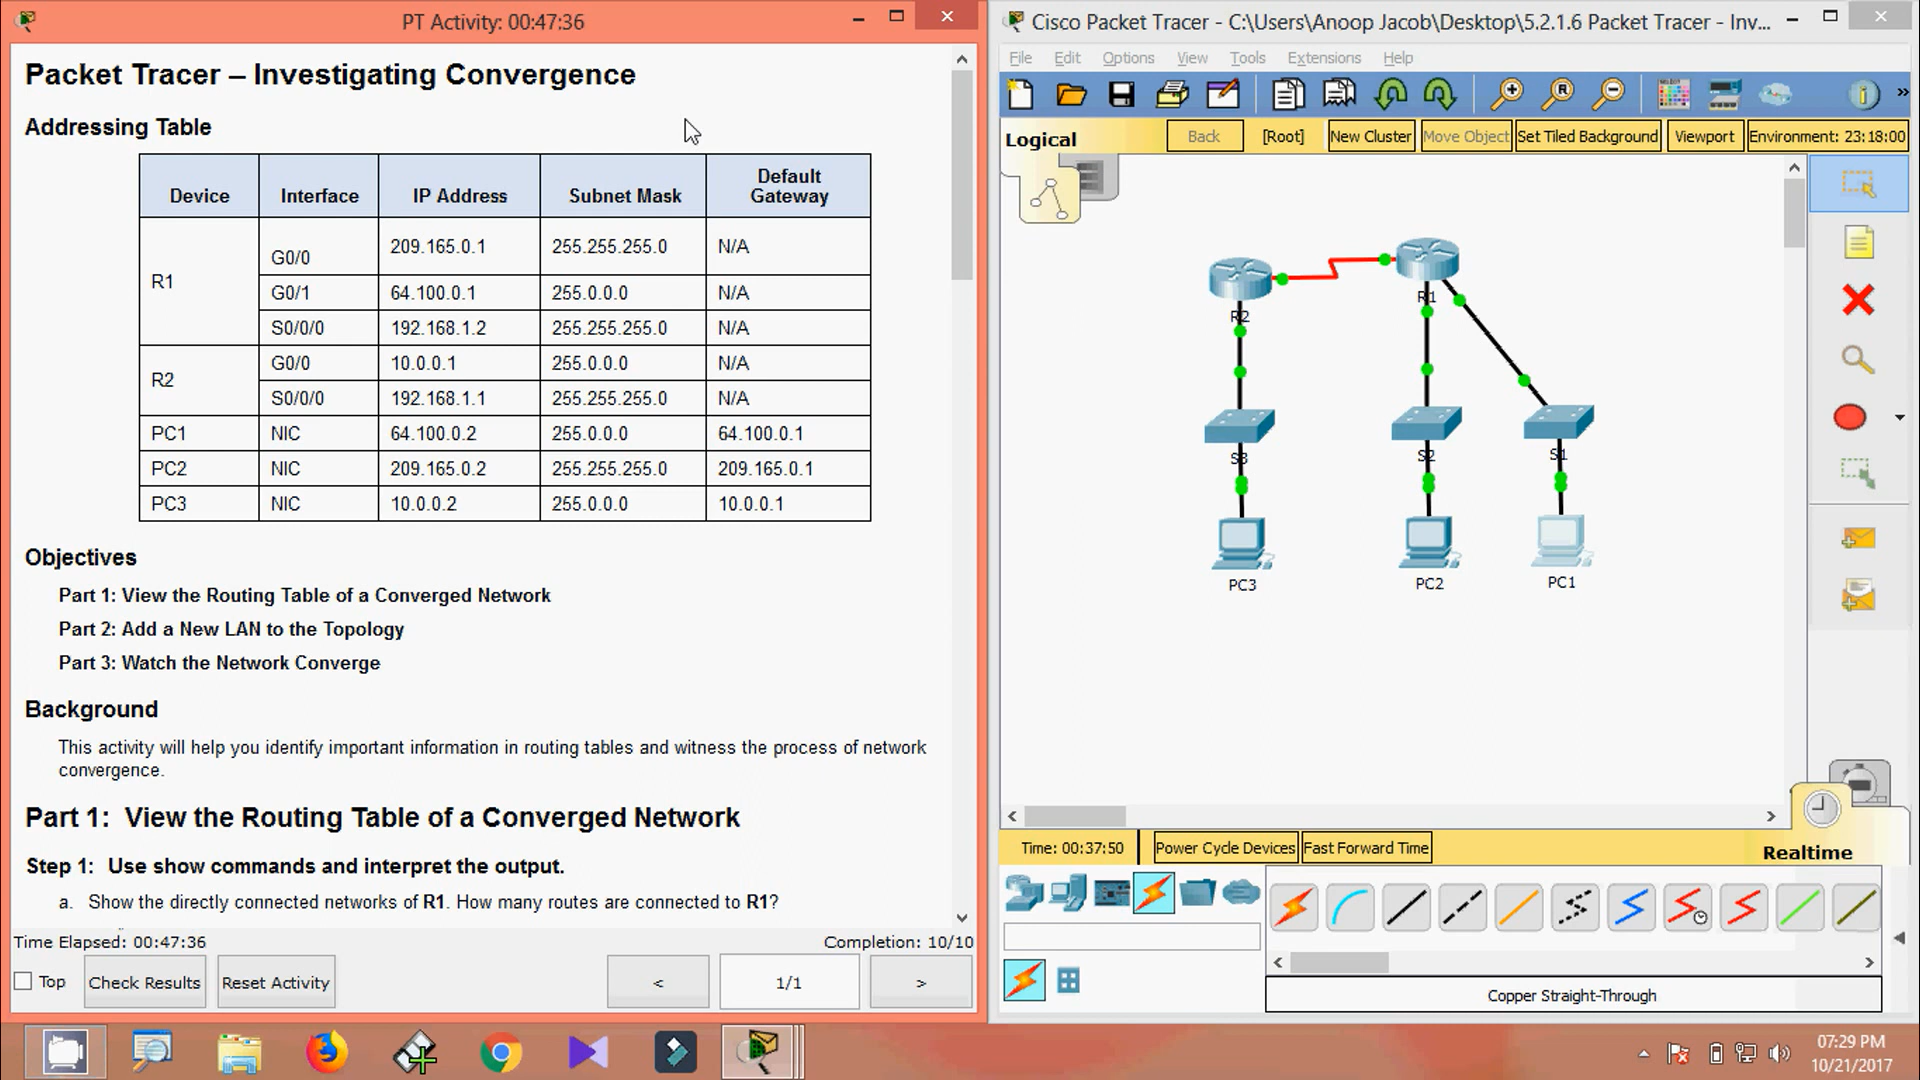 PT Activity: 00:47:36
Packet Tracer – Investigating Convergence
Addressing Table
Device Interface IP Address Subnet Mask Default Gateway
R1 G0/0 209.165.0.1 255.255.255.0 N/A
G0/1 64.100.0.1 255.0.0.0 N/A
S0/0/0 192.168.1.2 255.255.255.0 N/A
R2 G0/0 10.0.0.1 255.0.0.0 N/A
S0/0/0 192.168.1.1 255.255.255.0 N/A
PC1 NIC 64.100.0.2 255.0.0.0 64.100.0.1
PC2 NIC 209.165.0.2 255.255.255.0 209.165.0.1
PC3 NIC 10.0.0.2 255.0.0.0 10.0.0.1
Objectives
Part 1: View the Routing Table of a Converged Network
Part 2: Add a New LAN to the Topology
Part 3: Watch the Network Converge
Background
This activity will help you identify important information in routing tables and witness the process of network
convergence.
Part 1: View the Routing Table of a Converged Network
Step 1: Use show commands and interpret the output.
a. Show the directly connected networks of R1. How many routes are connected to R1?
Time Elapsed: 00:47:36 Completion: 10/10
Top Check Results Reset Activity < 1/1 >
Cisco Packet Tracer - C:\Users\Anoop Jacob\Desktop\5.2.1.6 Packet Tracer - Inv...
File Edit Options View Tools Extensions Help
Logical Back [Root] New Cluster Move Object Set Tiled Background Viewport Environment: 23:18:00
R1
R2
S3 S2 S1
PC3 PC2 PC1
Time: 00:37:50 Power Cycle Devices Fast Forward Time Realtime
Copper Straight-Through
07:29 PM
10/21/2017